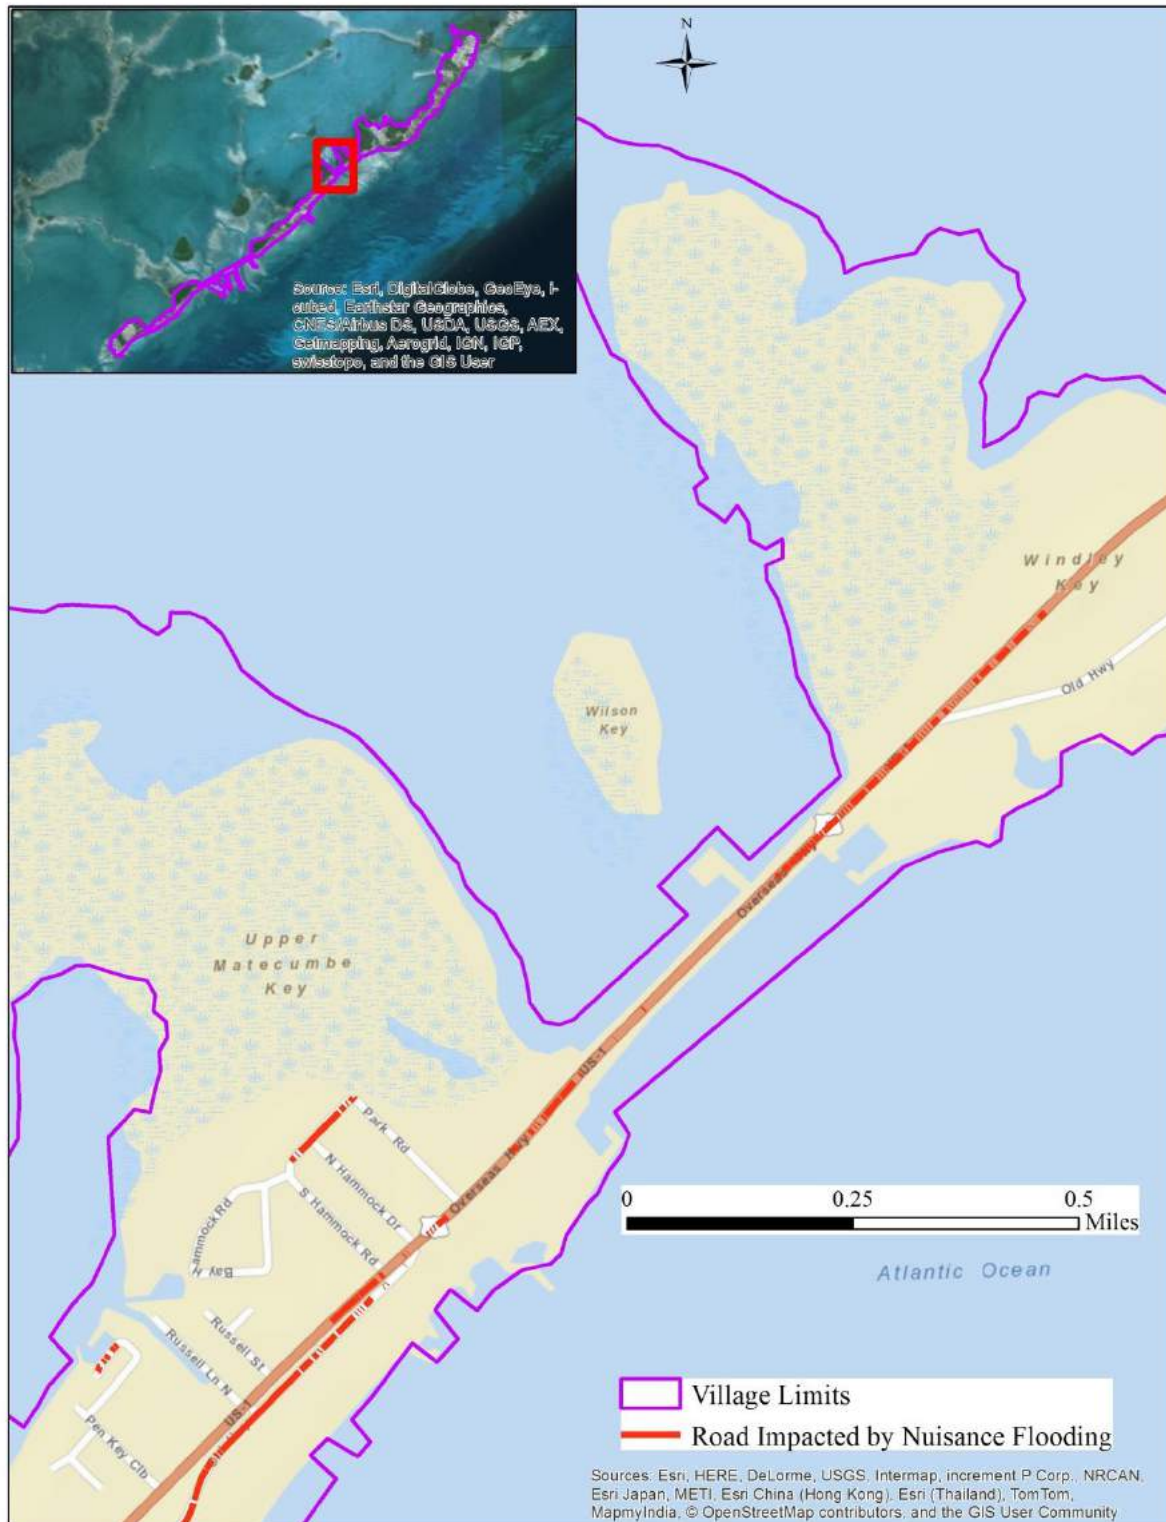 N
Source: Esri, DigitalGlobe, GeoEye, i-
cubed, Earthstar Geographics,
CNES/Airbus DS, USDA, USGS, AEX,
Getmapping, Aerogrid, IGN, IGP,
swisstopo, and the GIS User
Windley
Key
Old Hwy
Wilson
Key
Overseas Hwy
Upper
Matecumbe
Key
US-1
Park Rd
N Hammock Dr
Overseas Hwy
S Hammock Rd
Bay Hammock Rd
Russell St
Russell Ln N
US-1
Pen Key Clb
0 0.25 0.5
Miles
Atlantic Ocean
Village Limits
Road Impacted by Nuisance Flooding
Sources: Esri, HERE, DeLorme, USGS, Intermap, increment P Corp., NRCAN,
Esri Japan, METI, Esri China (Hong Kong), Esri (Thailand), TomTom,
MapmyIndia, © OpenStreetMap contributors, and the GIS User Community